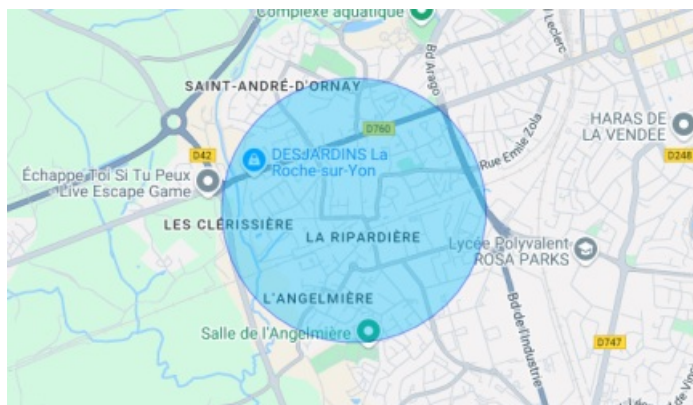 Complexe aquatique
Bd Arago
Leclerc
SAINT-ANDRÉ-D'ORNAY
D760
HARAS DE
LA VENDEE
D42
D248
DESJARDINS La
Roche-sur-Yon
Rue Emile Zola
Échappe Toi Si Tu Peux
- Live Escape Game
LES CLÉRISSIÈRE
LA RIPARDIÈRE
Lycée Polyvalent
ROSA PARKS
L'ANGELMIÈRE
Salle de l'Angelmière
Bd de l'Industrie
D747